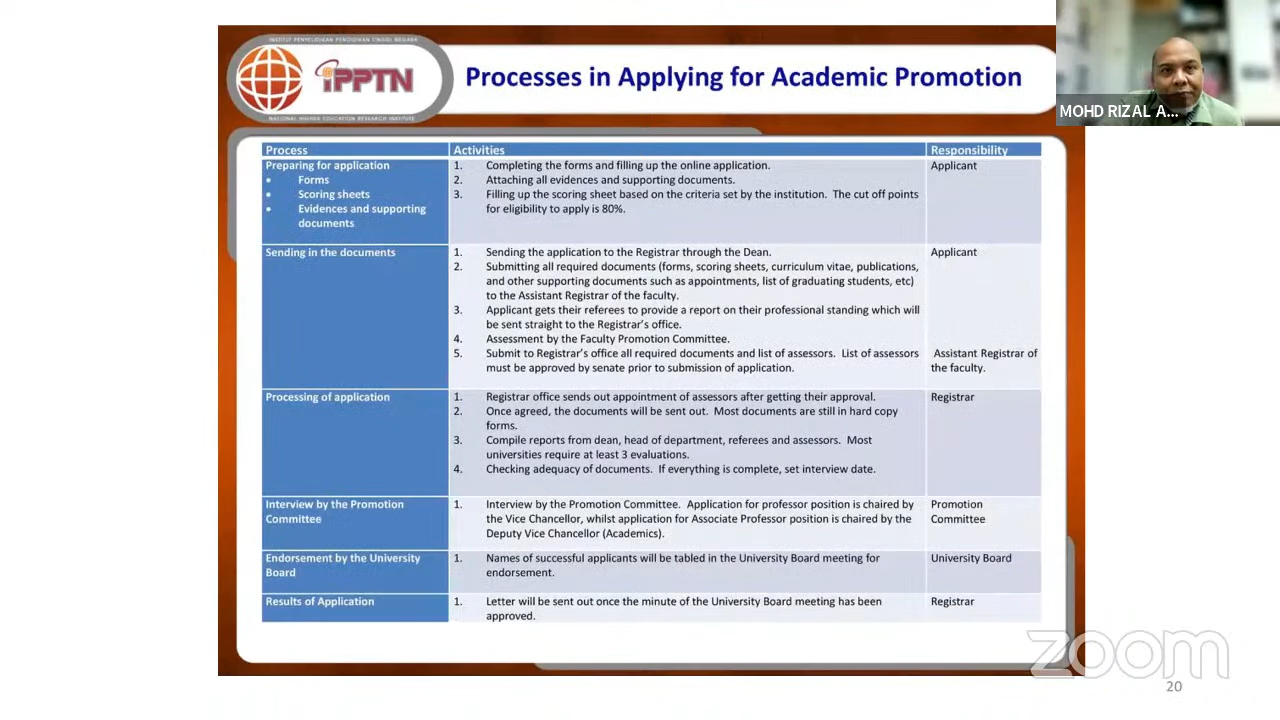 INSTITUT PENYELIDIKAN PENDIDIKAN TINGGI NEGARA
iPPTN
NATIONAL HIGHER EDUCATION RESEARCH INSTITUTE
Processes in Applying for Academic Promotion
MOHD RIZAL A...
Process Activities Responsibility
Preparing for application
• Forms
• Scoring sheets
• Evidences and supporting
documents
1. Completing the forms and filling up the online application.
2. Attaching all evidences and supporting documents.
3. Filling up the scoring sheet based on the criteria set by the institution. The cut off points
for eligibility to apply is 80%.
Applicant
Sending in the documents
1. Sending the application to the Registrar through the Dean.
2. Submitting all required documents (forms, scoring sheets, curriculum vitae, publications,
and other supporting documents such as appointments, list of graduating students, etc)
to the Assistant Registrar of the faculty.
3. Applicant gets their referees to provide a report on their professional standing which will
be sent straight to the Registrar's office.
4. Assessment by the Faculty Promotion Committee.
5. Submit to Registrar's office all required documents and list of assessors. List of assessors
must be approved by senate prior to submission of application.
Applicant
Assistant Registrar of
the faculty.
Processing of application
1. Registrar office sends out appointment of assessors after getting their approval.
2. Once agreed, the documents will be sent out. Most documents are still in hard copy
forms.
3. Compile reports from dean, head of department, referees and assessors. Most
universities require at least 3 evaluations.
4. Checking adequacy of documents. If everything is complete, set interview date.
Registrar
Interview by the Promotion
Committee
1. Interview by the Promotion Committee. Application for professor position is chaired by
the Vice Chancellor, whilst application for Associate Professor position is chaired by the
Deputy Vice Chancellor (Academics).
Promotion
Committee
Endorsement by the University
Board
1. Names of successful applicants will be tabled in the University Board meeting for
endorsement.
University Board
Results of Application
1. Letter will be sent out once the minute of the University Board meeting has been
approved.
Registrar
zoom
20